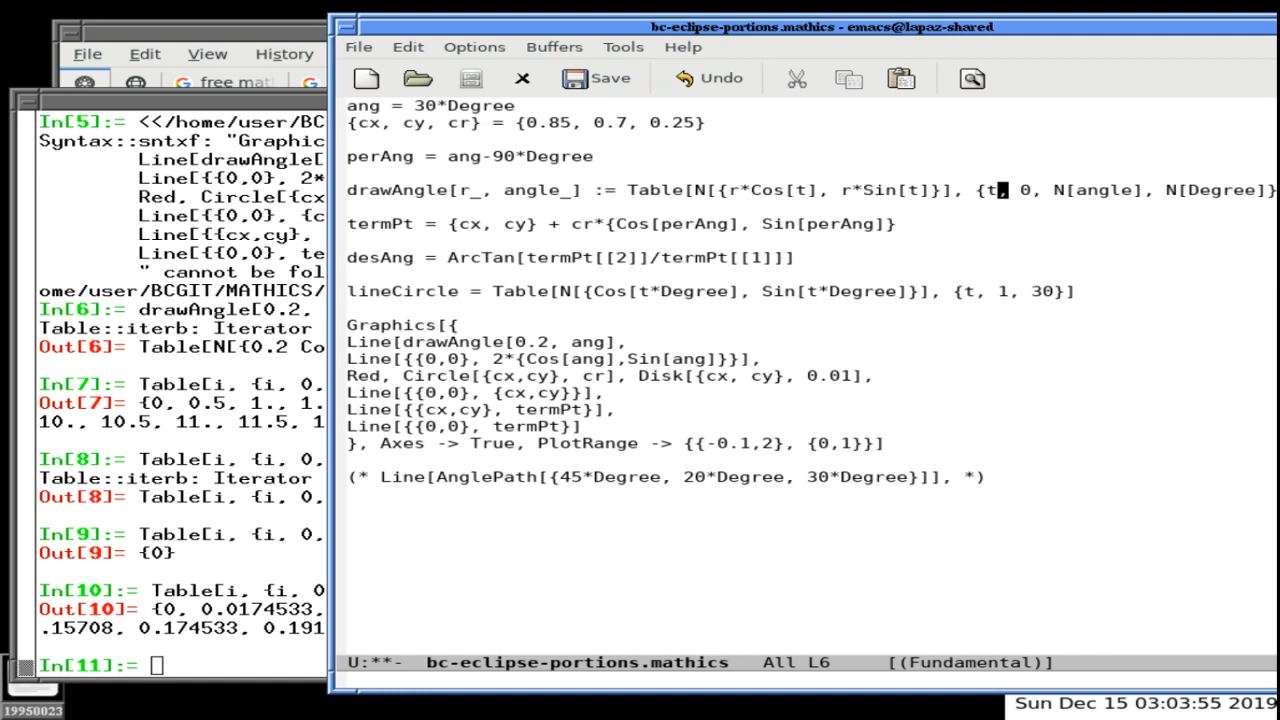 bc-eclipse-portions.mathics - emacs@lapaz-shared
File Edit View History
free mat
File Edit Options Buffers Tools Help
Save Undo
In[5]:= <</home/user/BC
Syntax::sntxf: "Graphic
Line[drawAngle[
Line[{{0,0}, 2*
Red, Circle[{cx
Line[{{0,0}, {c
Line[{{cx,cy},
Line[{{0,0}, te
" cannot be fol
ome/user/BCGIT/MATHICS/
In[6]:= drawAngle[0.2,
Table::iterb: Iterator
Out[6]= Table[N[{0.2 Co
In[7]:= Table[i, {i, 0,
Out[7]= {0, 0.5, 1., 1.
10., 10.5, 11., 11.5, 1
In[8]:= Table[i, {i, 0,
Table::iterb: Iterator
Out[8]= Table[i, {i, 0,
In[9]:= Table[i, {i, 0,
Out[9]= {0}
In[10]:= Table[i, {i, 0
Out[10]= {0, 0.0174533,
.15708, 0.174533, 0.191
In[11]:=
ang = 30*Degree
{cx, cy, cr} = {0.85, 0.7, 0.25}
perAng = ang-90*Degree
drawAngle[r_, angle_] := Table[N[{r*Cos[t], r*Sin[t]}], {t, 0, N[angle], N[Degree]}
termPt = {cx, cy} + cr*{Cos[perAng], Sin[perAng]}
desAng = ArcTan[termPt[[2]]/termPt[[1]]]
lineCircle = Table[N[{Cos[t*Degree], Sin[t*Degree]}], {t, 1, 30}]
Graphics[{
Line[drawAngle[0.2, ang],
Line[{{0,0}, 2*{Cos[ang],Sin[ang]}}],
Red, Circle[{cx,cy}, cr], Disk[{cx, cy}, 0.01],
Line[{{0,0}, {cx,cy}}],
Line[{{cx,cy}, termPt}],
Line[{{0,0}, termPt}]
}, Axes -> True, PlotRange -> {{-0.1,2}, {0,1}}]
(* Line[AnglePath[{45*Degree, 20*Degree, 30*Degree}]], *)
U:**- bc-eclipse-portions.mathics All L6 [(Fundamental)]
19950023
Sun Dec 15 03:03:55 2019